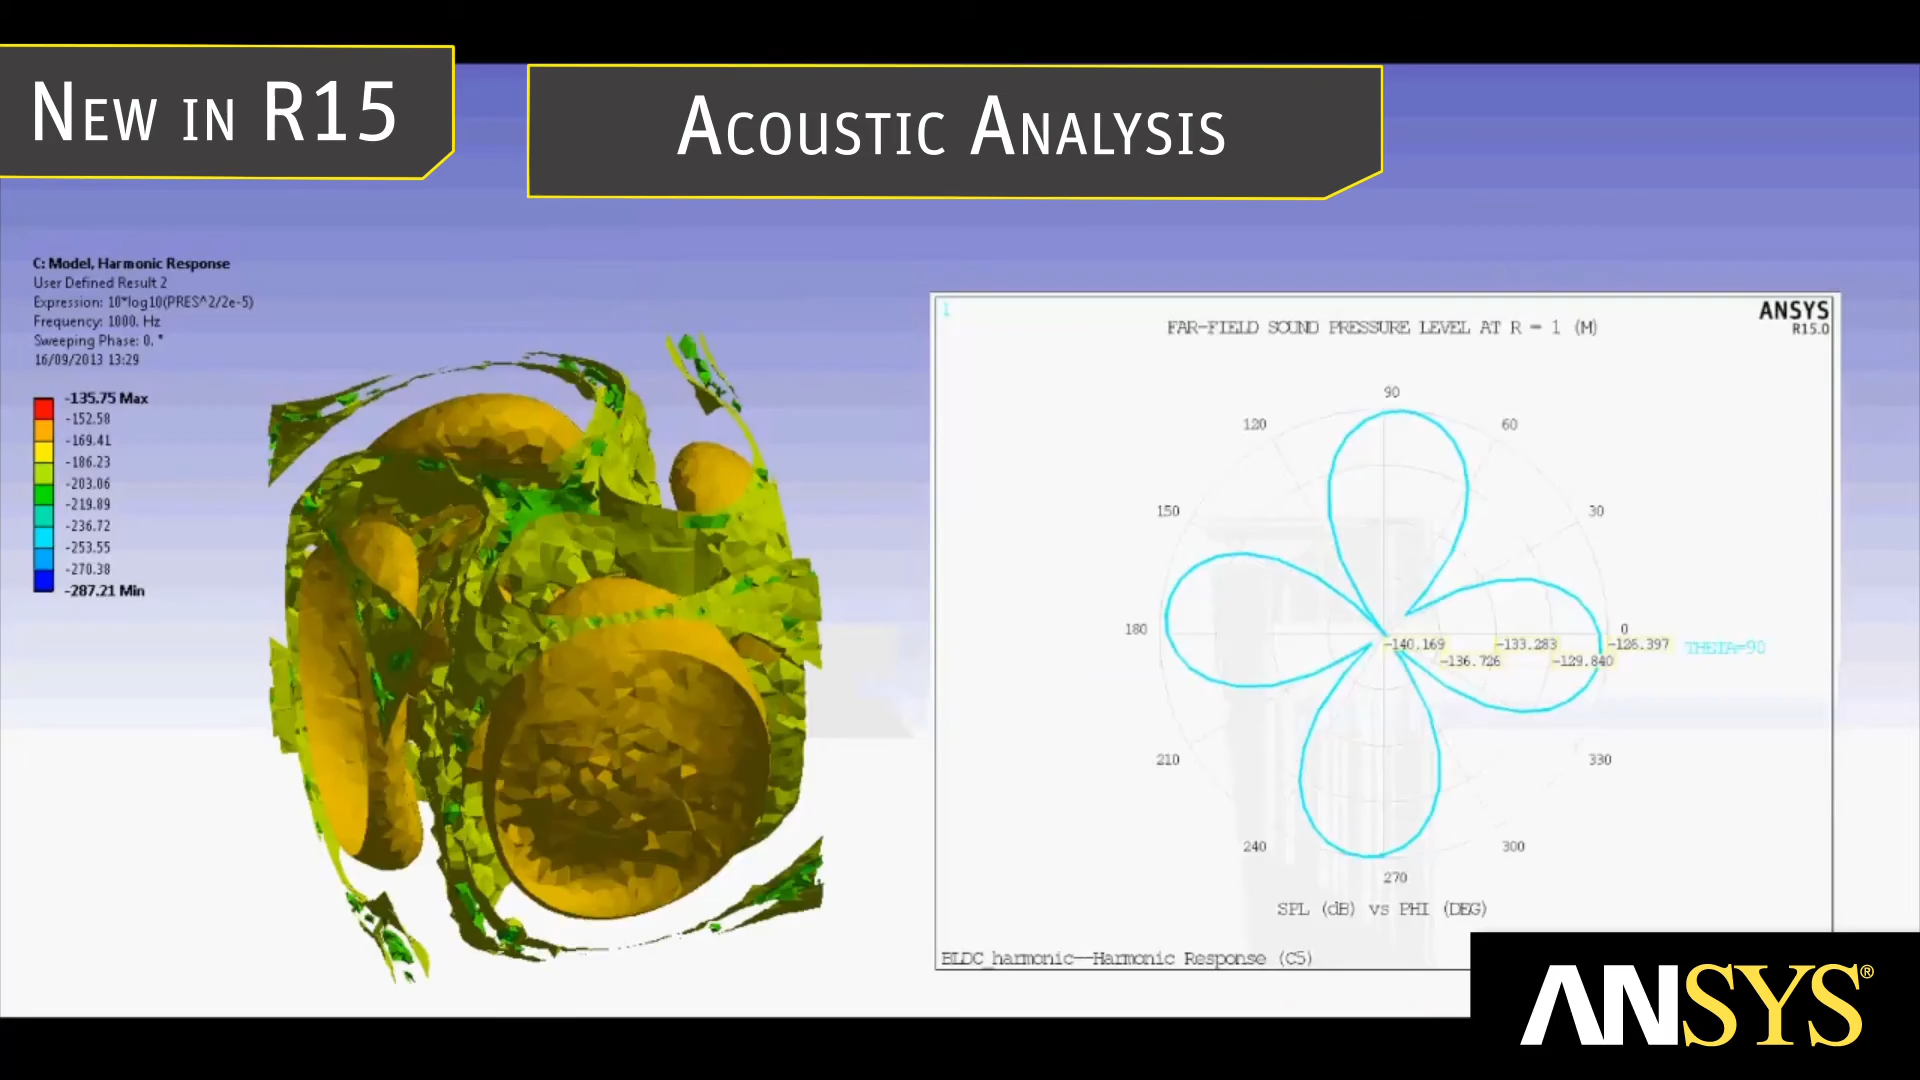 NEW IN R15
ACOUSTIC ANALYSIS
C: Model, Harmonic Response
User Defined Result 2
Expression: 10*log10(PRES^2/2e-5)
Frequency: 1000. Hz
Sweeping Phase: 0. °
16/09/2013 13:29
-135.75 Max
-152.58
-169.41
-186.23
-203.06
-219.89
-236.72
-253.55
-270.38
-287.21 Min
1
ANSYS
R15.0
FAR-FIELD SOUND PRESSURE LEVEL AT R = 1 (M)
90
120
60
150
30
180
0
-140.169
-133.283
-126.397
THETA=90
-136.726
-129.840
210
330
240
300
270
SPL (dB) vs PHI (DEG)
BLDC_harmonic--Harmonic Response (C5)
ANSYS®